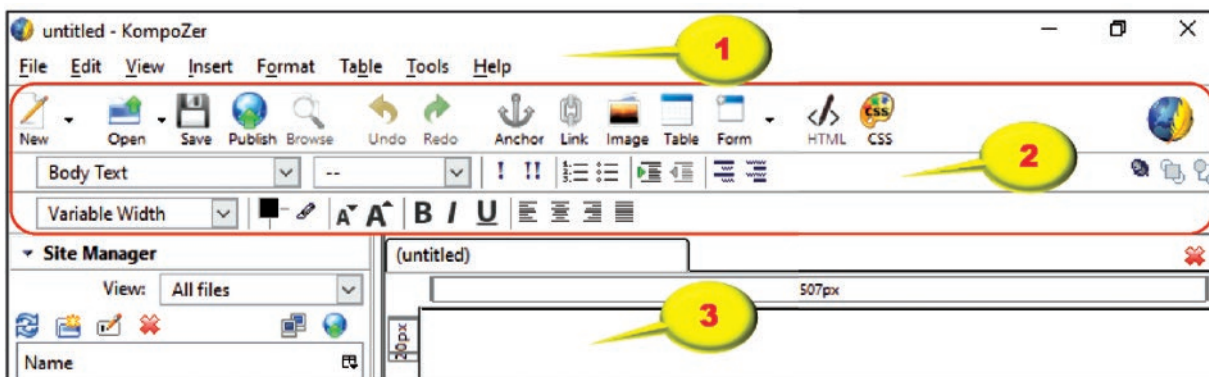 untitled - KompoZer
File Edit View Insert Format Table Tools Help
1
New Open Save Publish Browse Undo Redo Anchor Link Image Table Form HTML CSS
Body Text -- ! !!
2
Variable Width A A B I U
Site Manager (untitled)
View: All files 507px
3
20px
Name